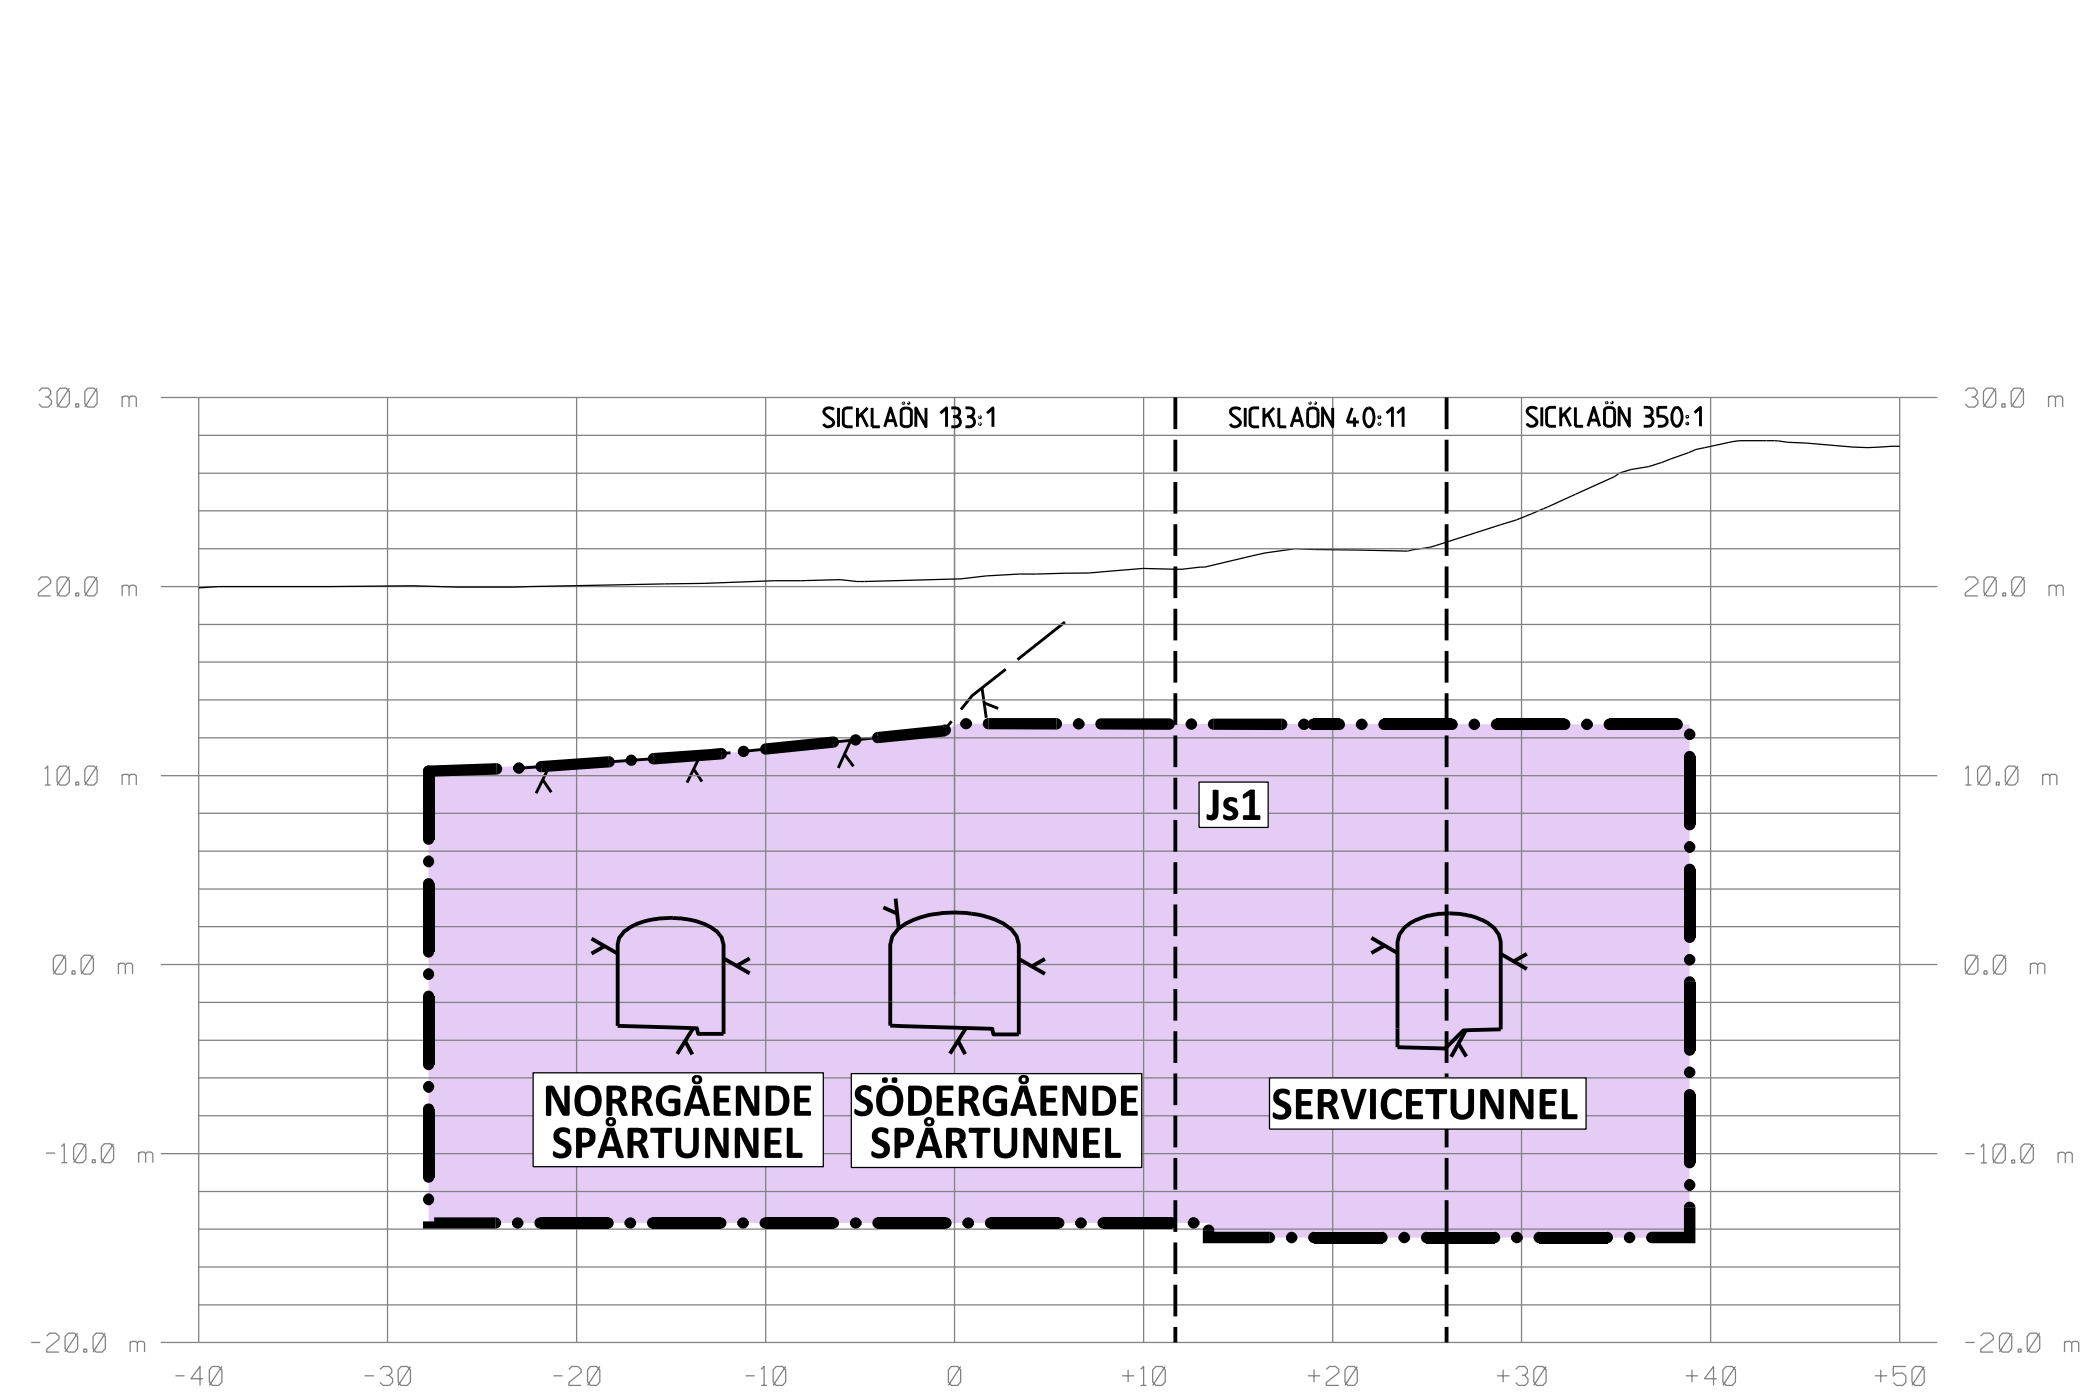 30.0 m
SICKLAÖN 133:1
SICKLAÖN 40:11
SICKLAÖN 350:1
30.0 m
20.0 m
20.0 m
10.0 m
10.0 m
Js1
0.0 m
0.0 m
NORRGÅENDE
SPÅRTUNNEL
SÖDERGÅENDE
SPÅRTUNNEL
SERVICETUNNEL
-10.0 m
-10.0 m
-20.0 m
-20.0 m
-40 -30 -20 -10 0 +10 +20 +30 +40 +50